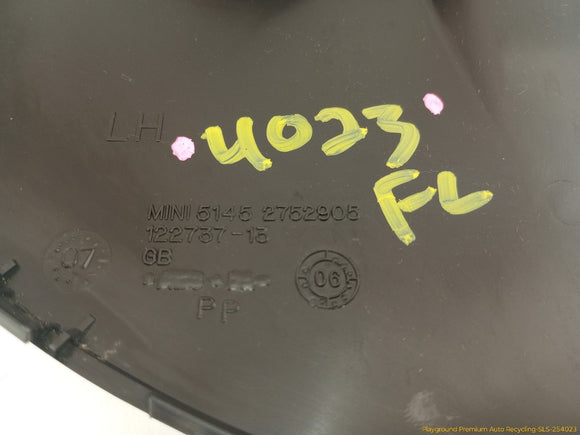 LH
4023
FL
MINI 5145 2752905
122737-13
GB
07
06
PP
Playground Premium Auto Recycling-SLS-254023